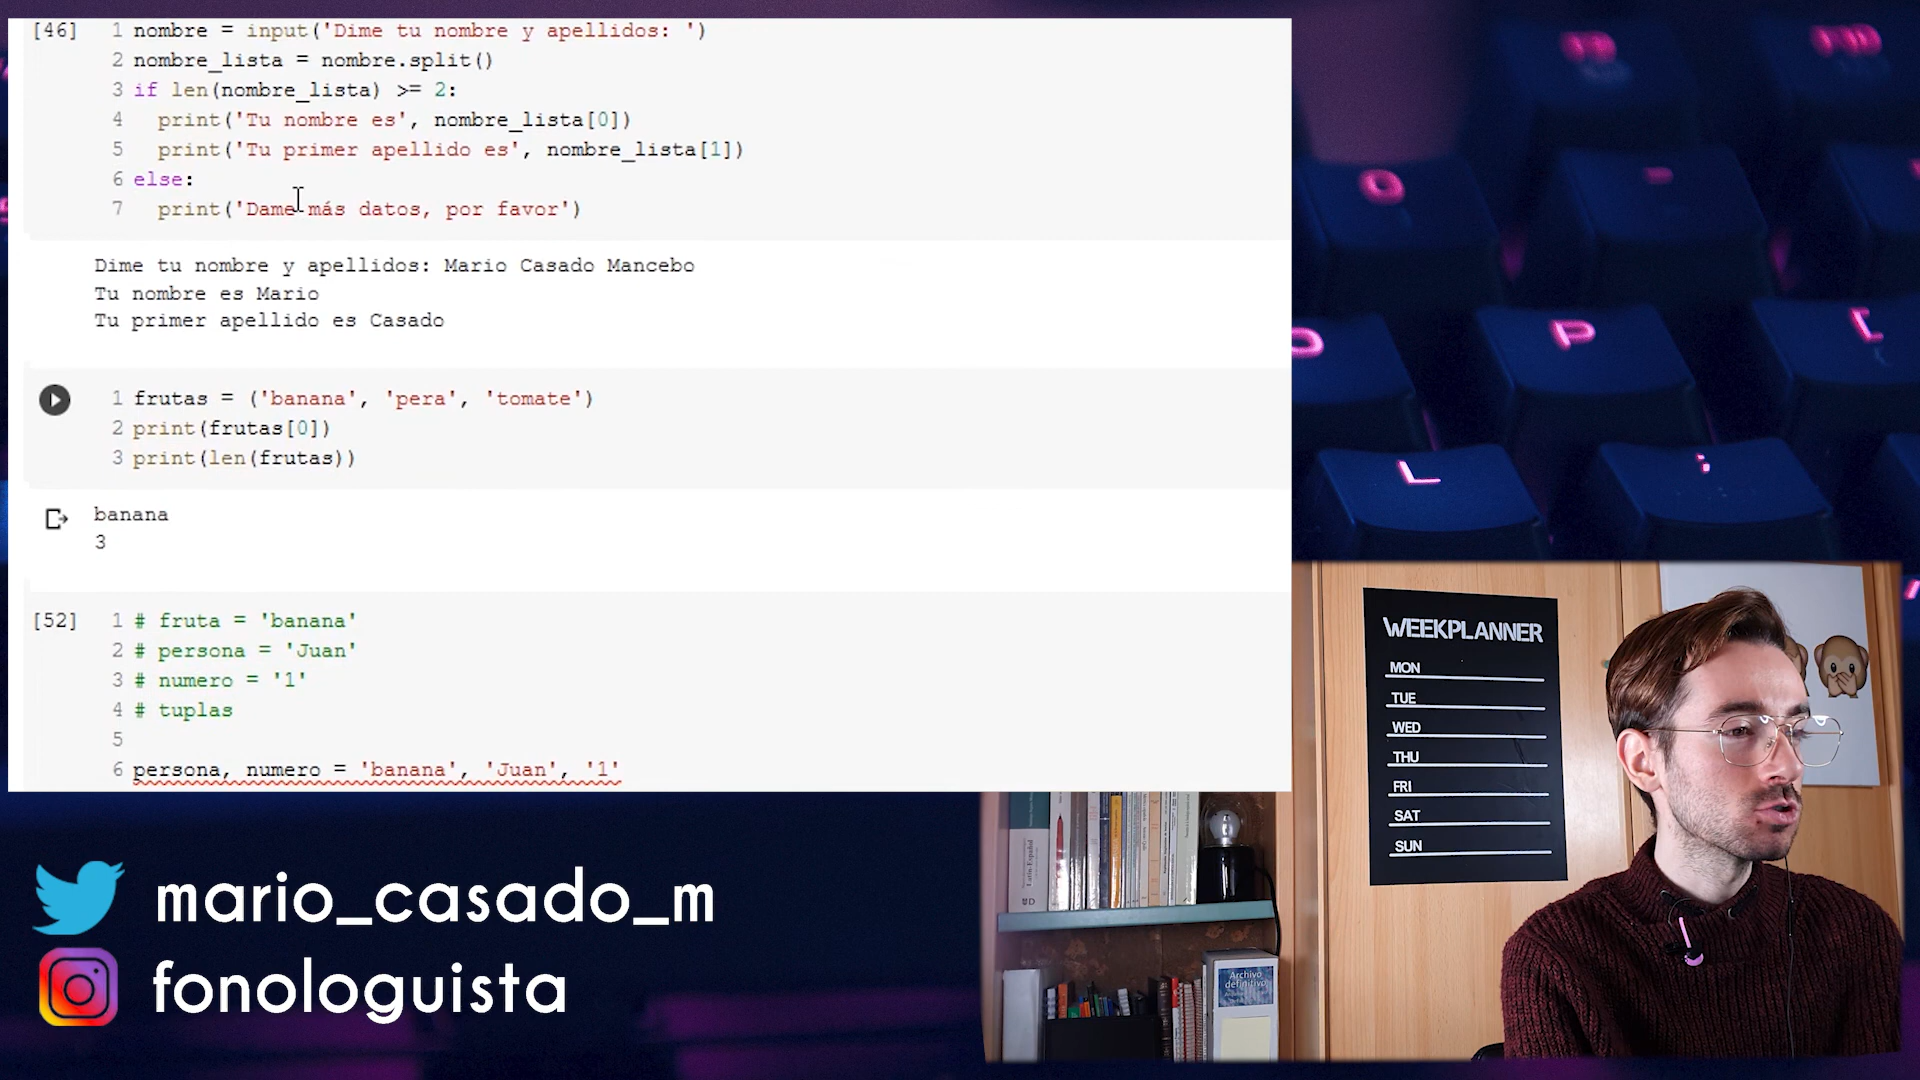 [46] 1 nombre = input('Dime tu nombre y apellidos: ')
2 nombre_lista = nombre.split()
3 if len(nombre_lista) >= 2:
4 print('Tu nombre es', nombre_lista[0])
5 print('Tu primer apellido es', nombre_lista[1])
6 else:
7 print('Dame más datos, por favor')
Dime tu nombre y apellidos: Mario Casado Mancebo
Tu nombre es Mario
Tu primer apellido es Casado
1 frutas = ('banana', 'pera', 'tomate')
2 print(frutas[0])
3 print(len(frutas))
banana
3
[52] 1 # fruta = 'banana'
2 # persona = 'Juan'
3 # numero = '1'
4 # tuplas
5
6 persona, numero = 'banana', 'Juan', '1'
mario_casado_m
fonologuista
WEEKPLANNER
MON
TUE
WED
THU
FRI
SAT
SUN
Archivo
definitivo
O
P
[
L
;